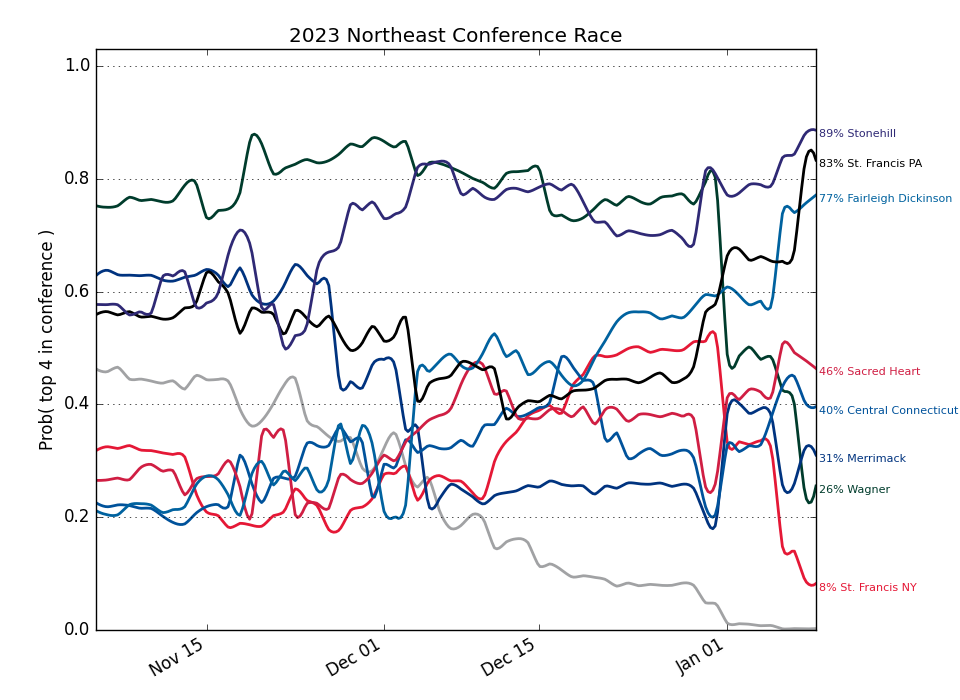 2023 Northeast Conference Race
Prob( top 4 in conference )
1.0
0.8
0.6
0.4
0.2
0.0
Nov 15
Dec 01
Dec 15
Jan 01
89% Stonehill
83% St. Francis PA
77% Fairleigh Dickinson
46% Sacred Heart
40% Central Connecticut
31% Merrimack
26% Wagner
8% St. Francis NY